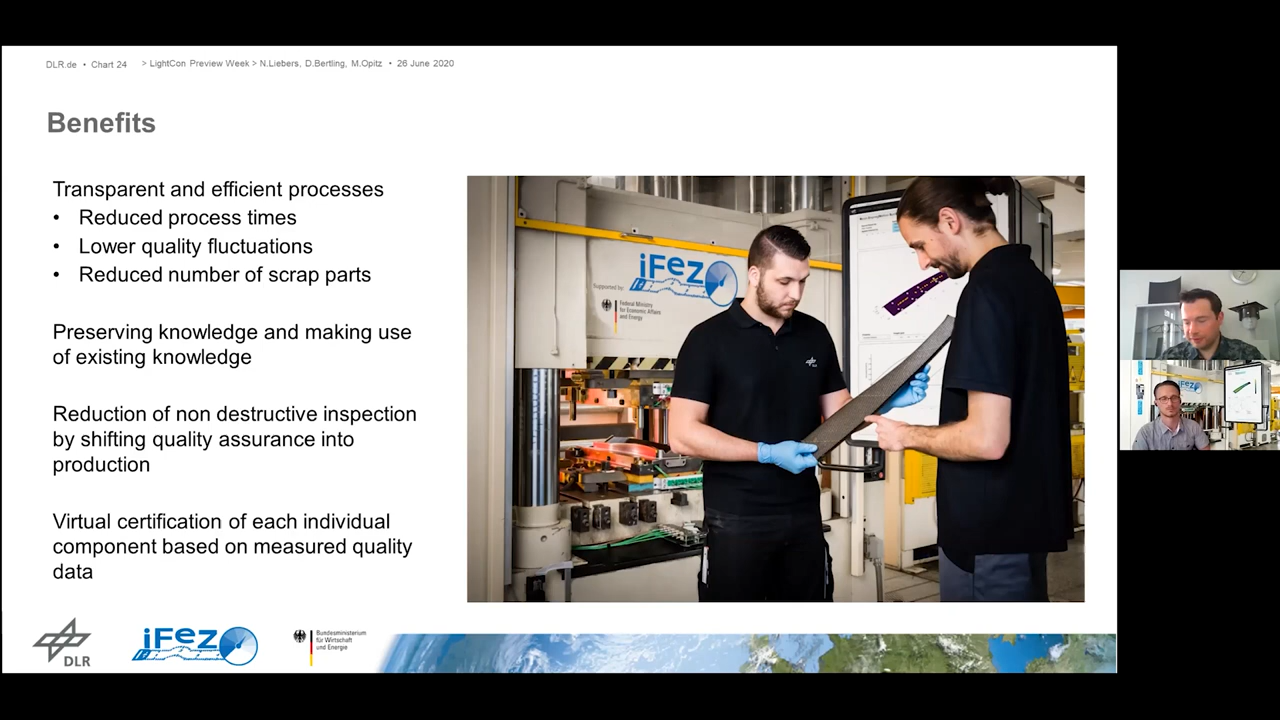 DLR.de • Chart 24 > LightCon Preview Week > N.Liebers, D.Bertling, M.Opitz • 26 June 2020
Benefits
Transparent and efficient processes
• Reduced process times
• Lower quality fluctuations
• Reduced number of scrap parts
Preserving knowledge and making use
of existing knowledge
Reduction of non destructive inspection
by shifting quality assurance into
production
Virtual certification of each individual
component based on measured quality
data
iFez
Supported by:
Federal Ministry
for Economic Affairs
and Energy
DLR
iFez
Bundesministerium
für Wirtschaft
und Energie
iFez